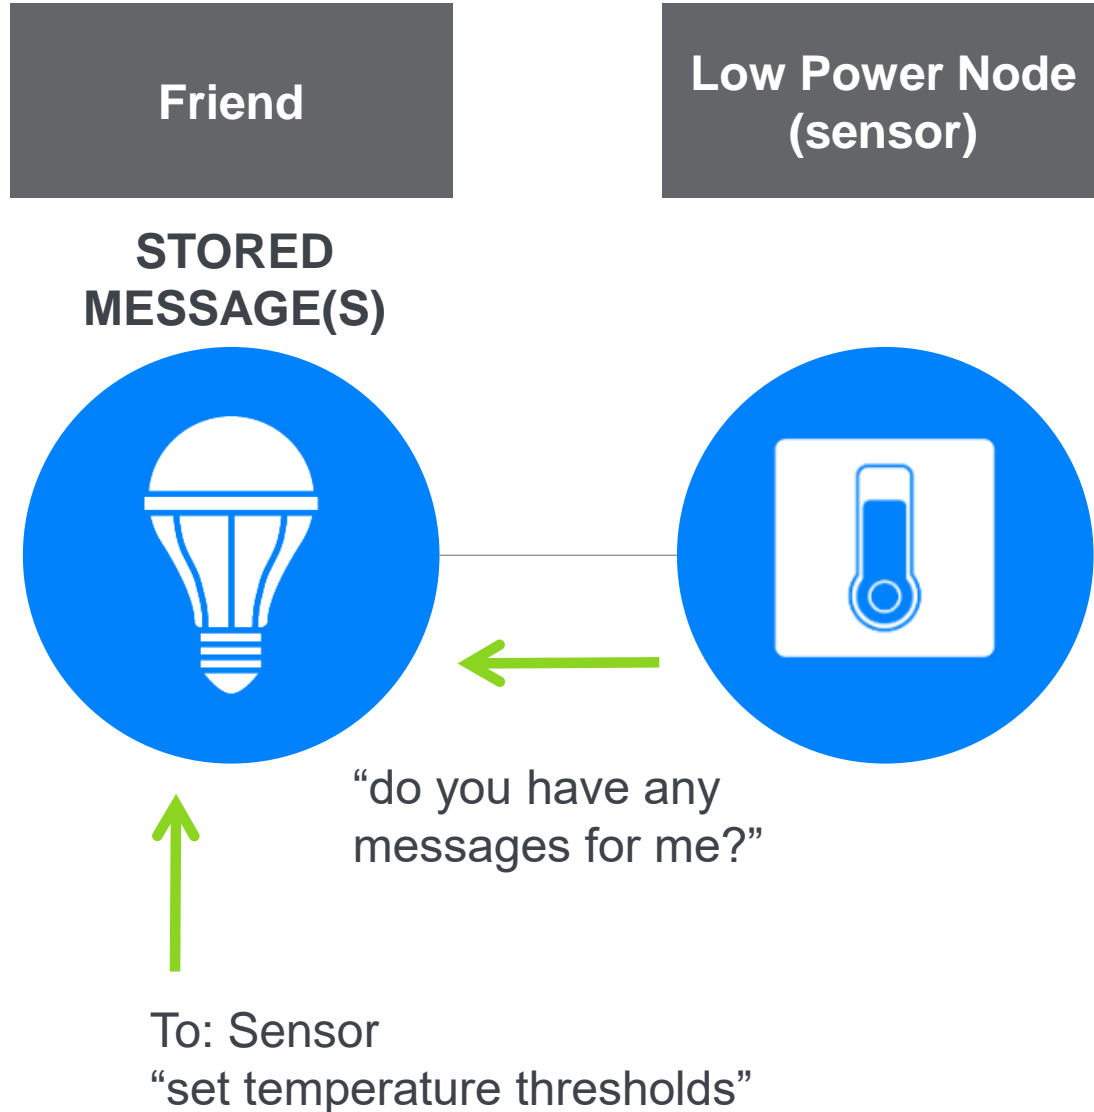 Friend
Low Power Node
(sensor)
STORED
MESSAGE(S)
“do you have any
messages for me?”
To: Sensor
“set temperature thresholds”